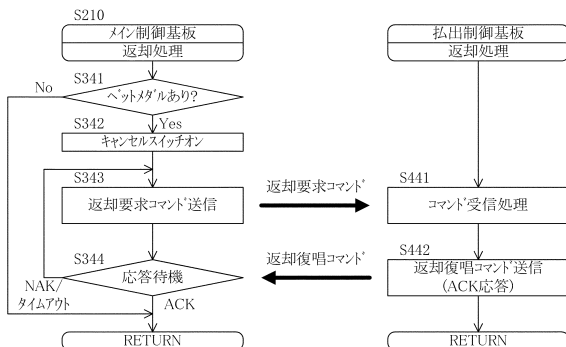 S210
メイン制御基板
返却処理
払出制御基板
返却処理
S341
No
ベットメダルあり?
S342
Yes
キャンセルスイッチオン
S343
返却要求コマンド送信
返却要求コマンド
S441
コマンド受信処理
S344
応答待機
返却復唱コマンド
S442
返却復唱コマンド送信
(ACK応答)
NAK/
タイムアウト
ACK
RETURN
RETURN